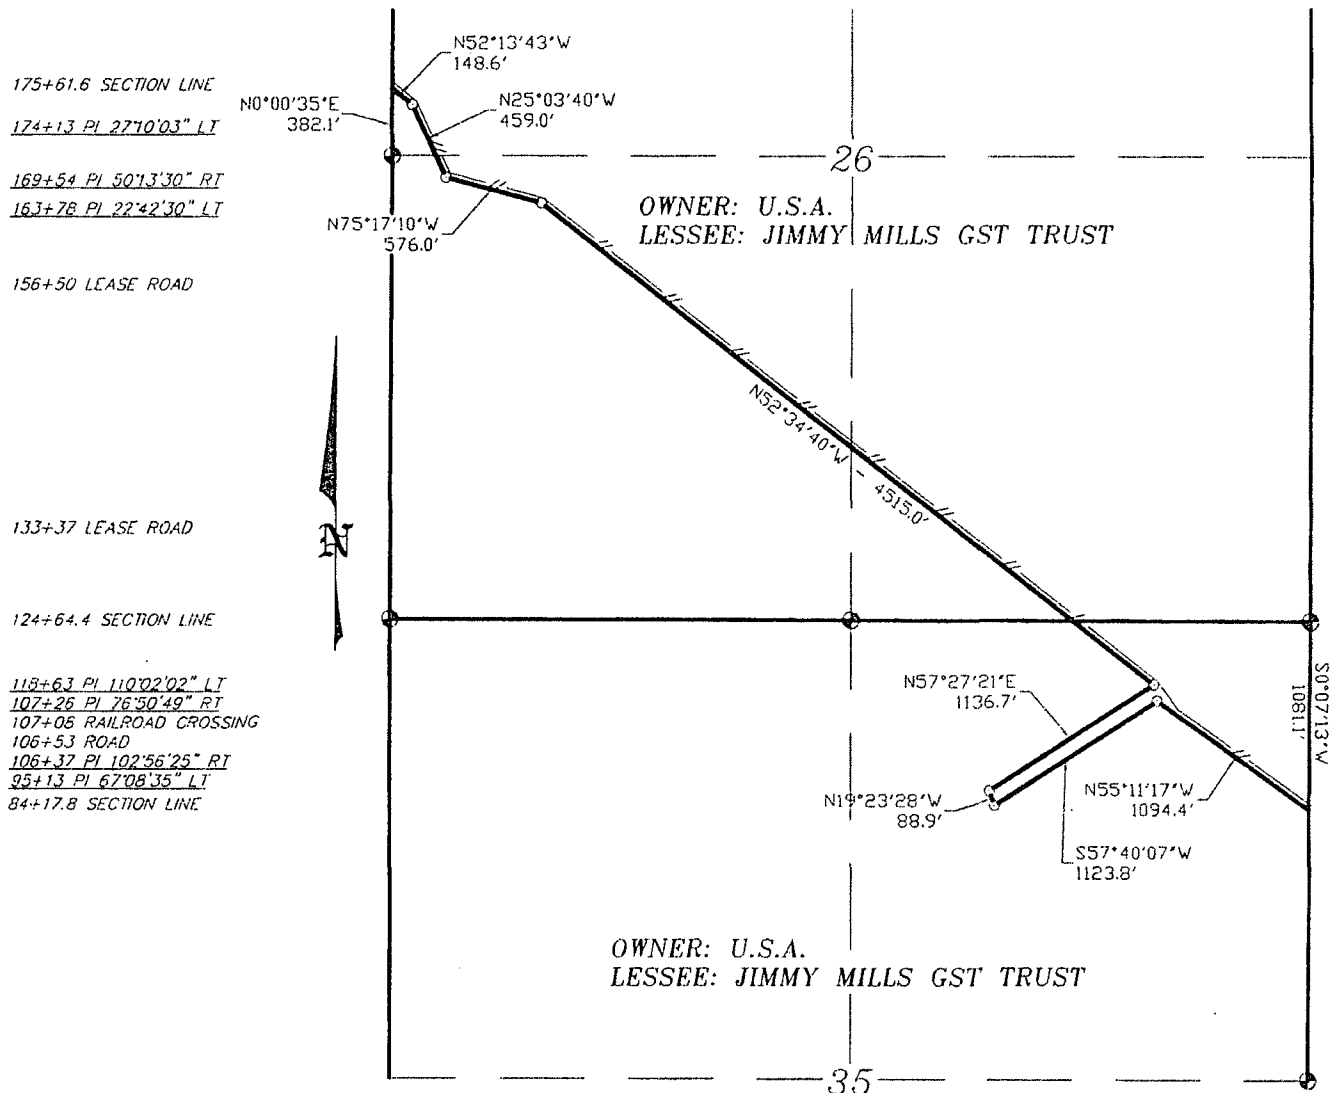 175+61.6 SECTION LINE
174+13 PI 27°10'03" LT
169+54 PI 50°13'30" RT
163+78 PI 22°42'30" LT
156+50 LEASE ROAD
133+37 LEASE ROAD
124+64.4 SECTION LINE
118+63 PI 110°02'02" LT
107+26 PI 76°50'49" RT
107+08 RAILROAD CROSSING
106+53 ROAD
106+37 PI 102°56'25" RT
95+13 PI 67°08'35" LT
84+17.8 SECTION LINE
N52°13'43"W
148.6'
N0°00'35"E
382.1'
N25°03'40"W
459.0'
26
N75°17'10"W
576.0'
OWNER: U.S.A.
LESSEE: JIMMY MILLS GST TRUST
N52°34'40"W - 4515.0'
N
N57°27'21"E
1136.7'
S0°07'13"W
1081.1'
N19°23'28"W
88.9'
N55°11'17"W
1094.4'
S57°40'07"W
1123.8'
OWNER: U.S.A.
LESSEE: JIMMY MILLS GST TRUST
35